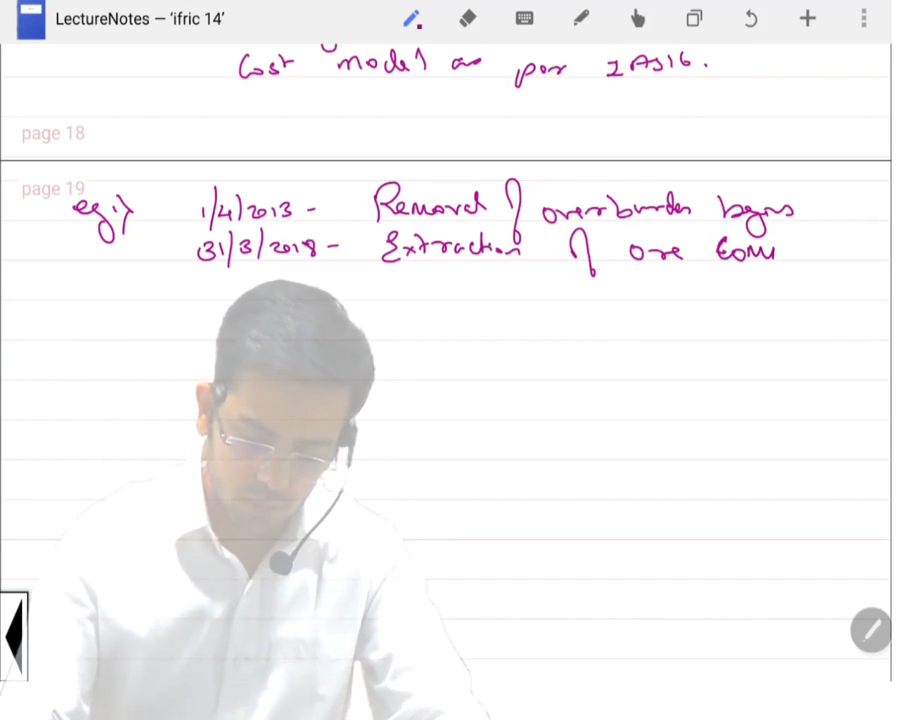 LectureNotes – ‘ifric 14’
Cost model as per IAS16.
page 18
page 19
eg:1) 1/4/2013 - Removal of overburden begins
31/3/2018 - Extraction of ore Com